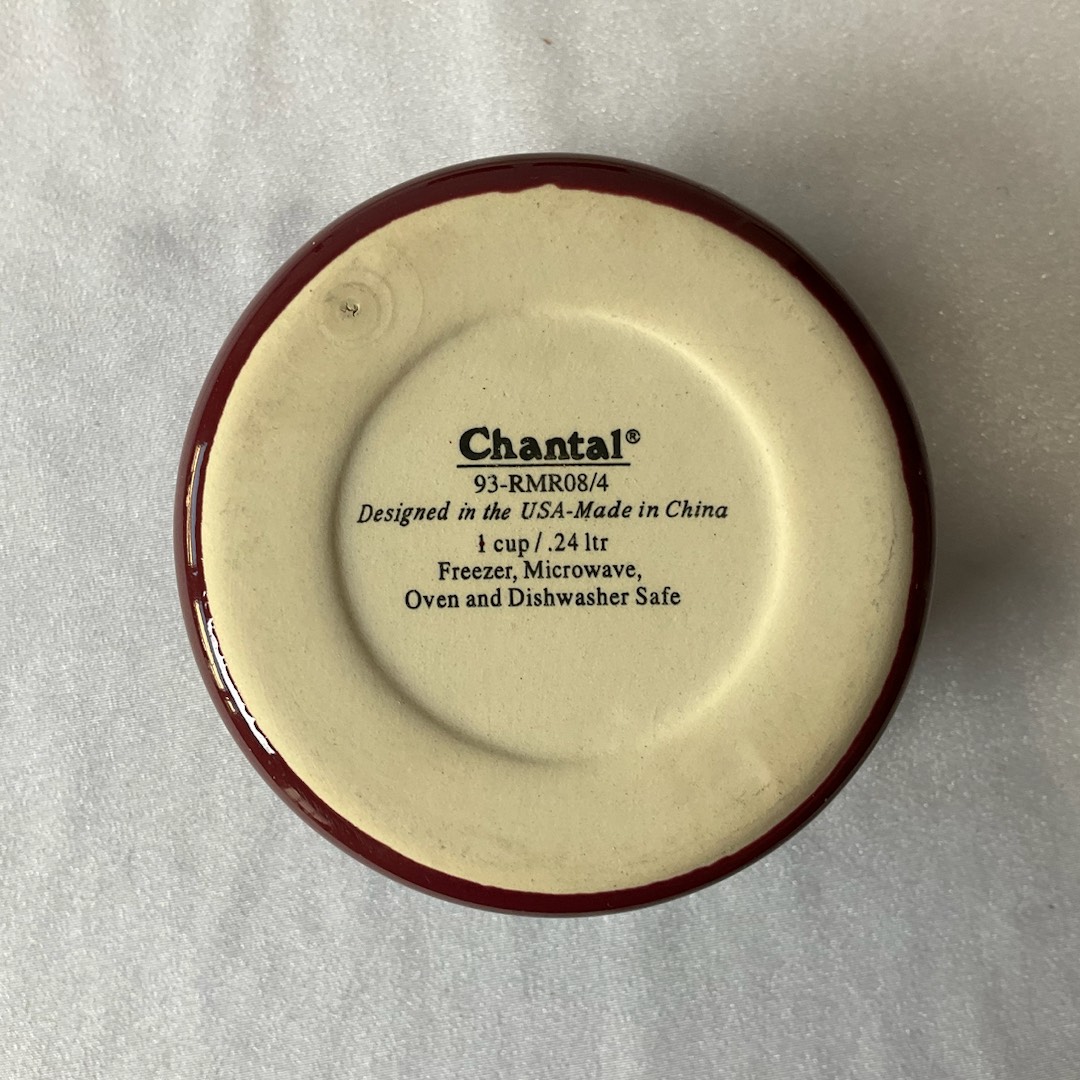 Chantal®
93-RMR08/4
Designed in the USA-Made in China
1 cup / .24 ltr
Freezer, Microwave,
Oven and Dishwasher Safe